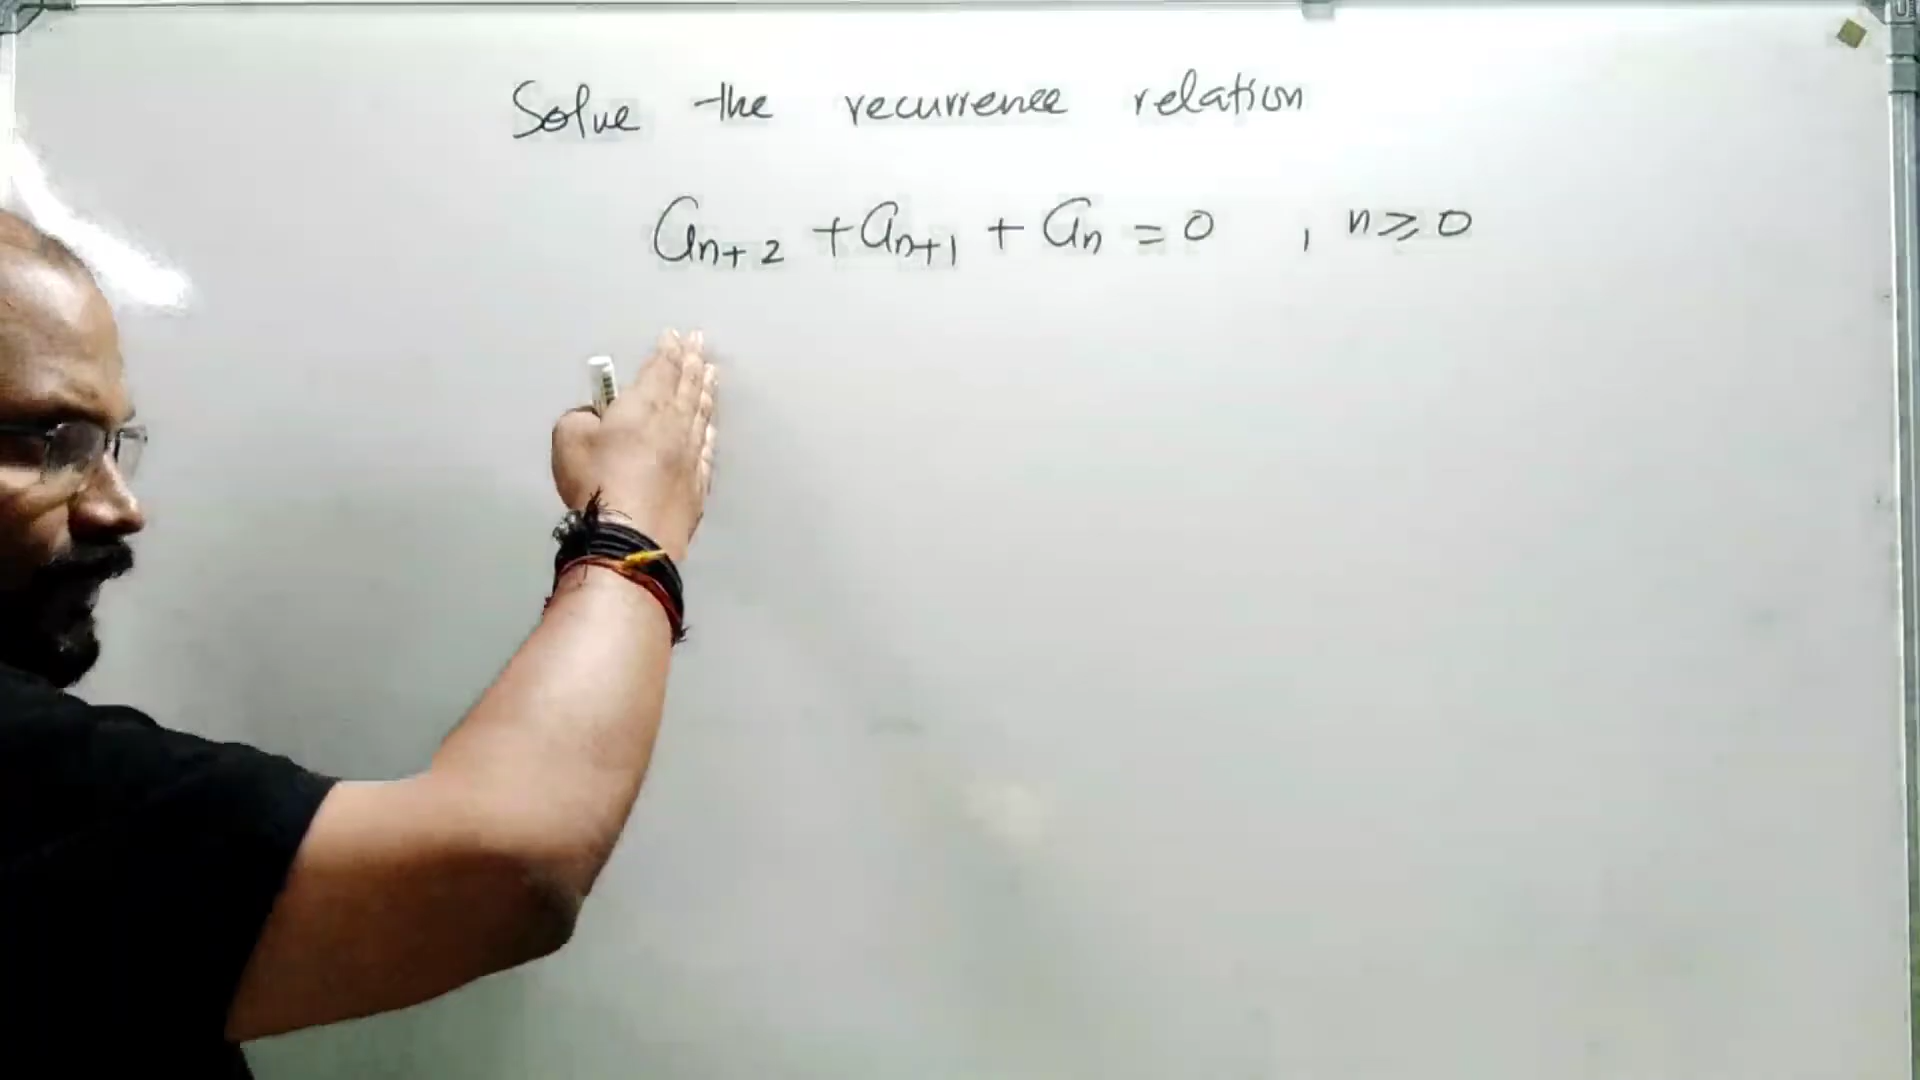 Solve the recurrence relation
aₙ₊₂ + aₙ₊₁ + aₙ = 0 , n ≥ 0